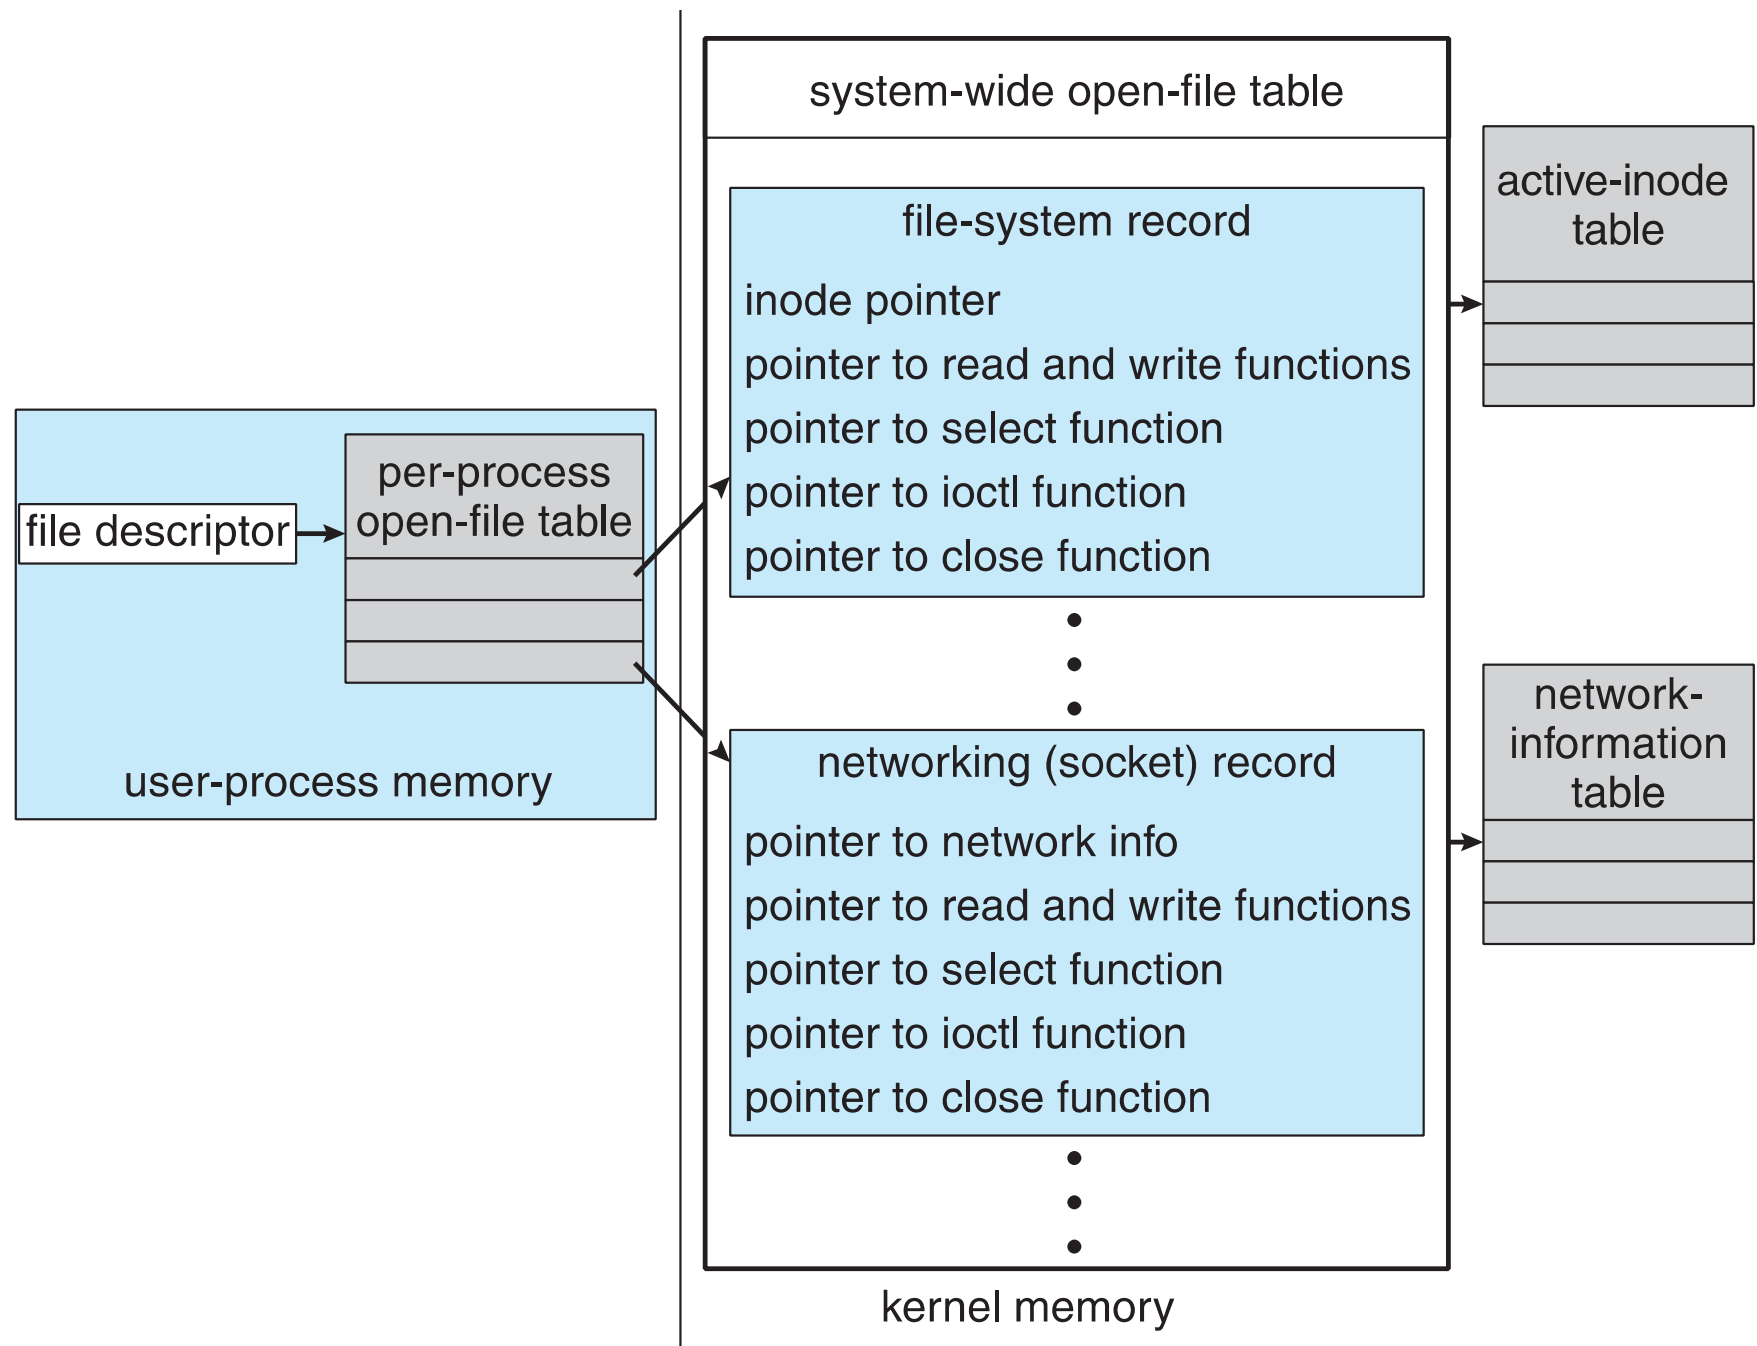 system-wide open-file table
file-system record
inode pointer
pointer to read and write functions
pointer to select function
pointer to ioctl function
pointer to close function
active-inode
table
file descriptor
per-process
open-file table
user-process memory
networking (socket) record
pointer to network info
pointer to read and write functions
pointer to select function
pointer to ioctl function
pointer to close function
network-
information
table
kernel memory